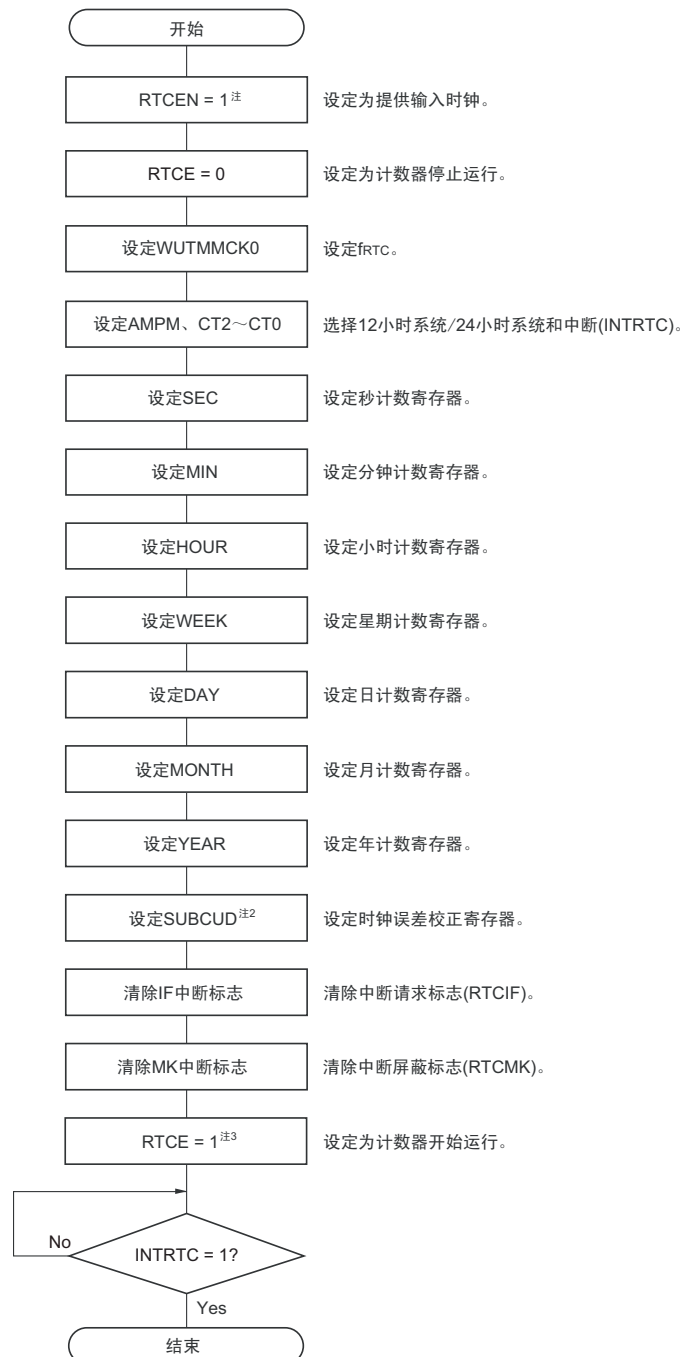 开始
RTCEN = 1注 设定为提供输入时钟。
RTCE = 0 设定为计数器停止运行。
设定WUTMMCK0 设定fRTC。
设定AMPM、CT2～CT0 选择12小时系统/24小时系统和中断(INTRTC)。
设定SEC 设定秒计数寄存器。
设定MIN 设定分钟计数寄存器。
设定HOUR 设定小时计数寄存器。
设定WEEK 设定星期计数寄存器。
设定DAY 设定日计数寄存器。
设定MONTH 设定月计数寄存器。
设定YEAR 设定年计数寄存器。
设定SUBCUD注2 设定时钟误差校正寄存器。
清除IF中断标志 清除中断请求标志(RTCIF)。
清除MK中断标志 清除中断屏蔽标志(RTCMK)。
RTCE = 1注3 设定为计数器开始运行。
No
INTRTC = 1?
Yes
结束